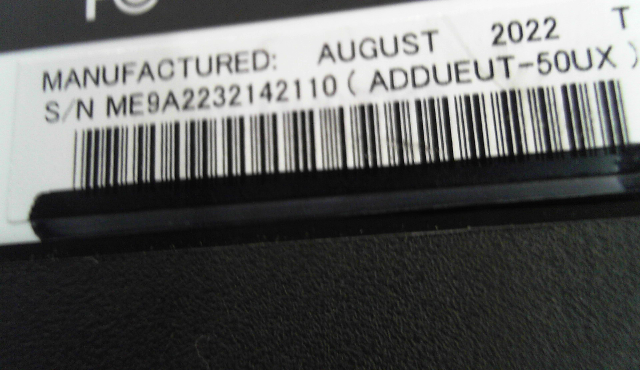 MANUFACTURED: AUGUST 2022 T
S/N ME9A2232142110 ( ADDUEUT-50UX )